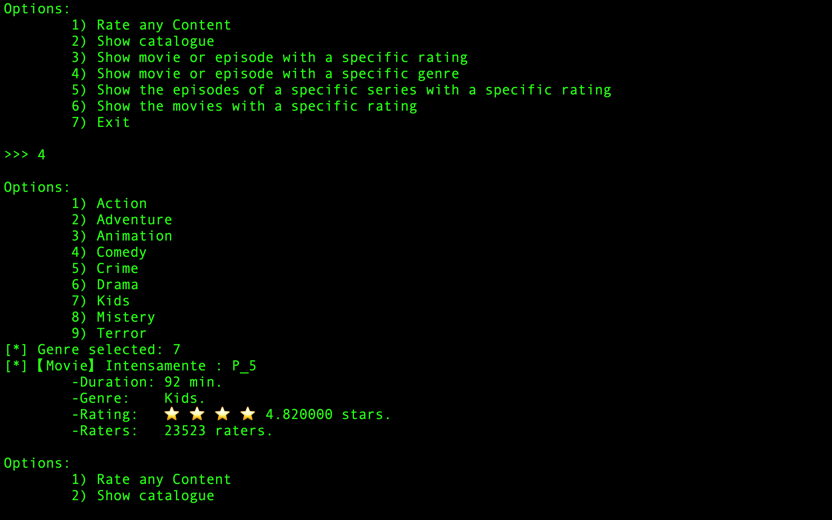 Options:
1) Rate any Content
2) Show catalogue
3) Show movie or episode with a specific rating
4) Show movie or episode with a specific genre
5) Show the episodes of a specific series with a specific rating
6) Show the movies with a specific rating
7) Exit
>>> 4
Options:
1) Action
2) Adventure
3) Animation
4) Comedy
5) Crime
6) Drama
7) Kids
8) Mistery
9) Terror
[*] Genre selected: 7
[*]【Movie】Intensamente : P_5
-Duration: 92 min.
-Genre: Kids.
-Rating: ⭐ ⭐ ⭐ ⭐ 4.820000 stars.
-Raters: 23523 raters.
Options:
1) Rate any Content
2) Show catalogue